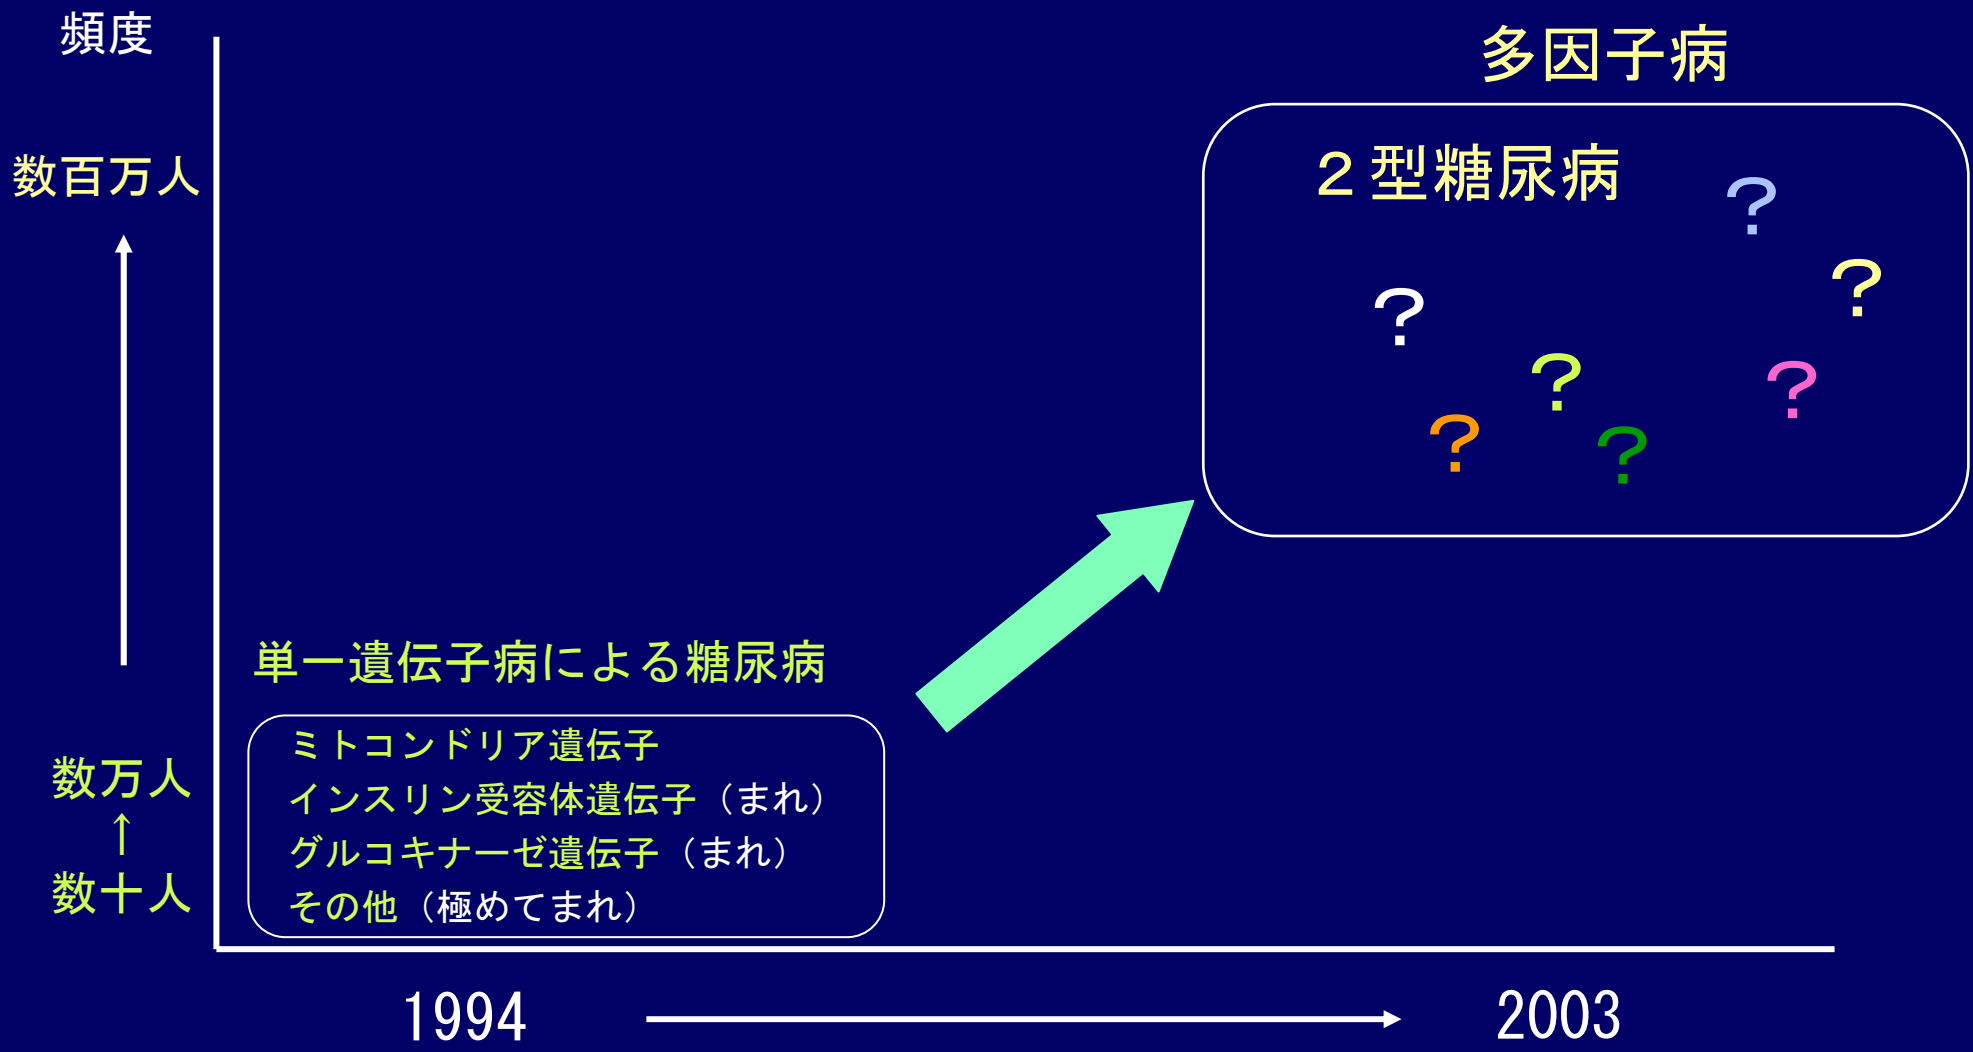 頻度
多因子病
数百万人
２型糖尿病
？
？
？
？
？
？
？
単一遺伝子病による糖尿病
ミトコンドリア遺伝子
インスリン受容体遺伝子（まれ）
グルコキナーゼ遺伝子（まれ）
その他（極めてまれ）
数万人
↑
数十人
1994
2003